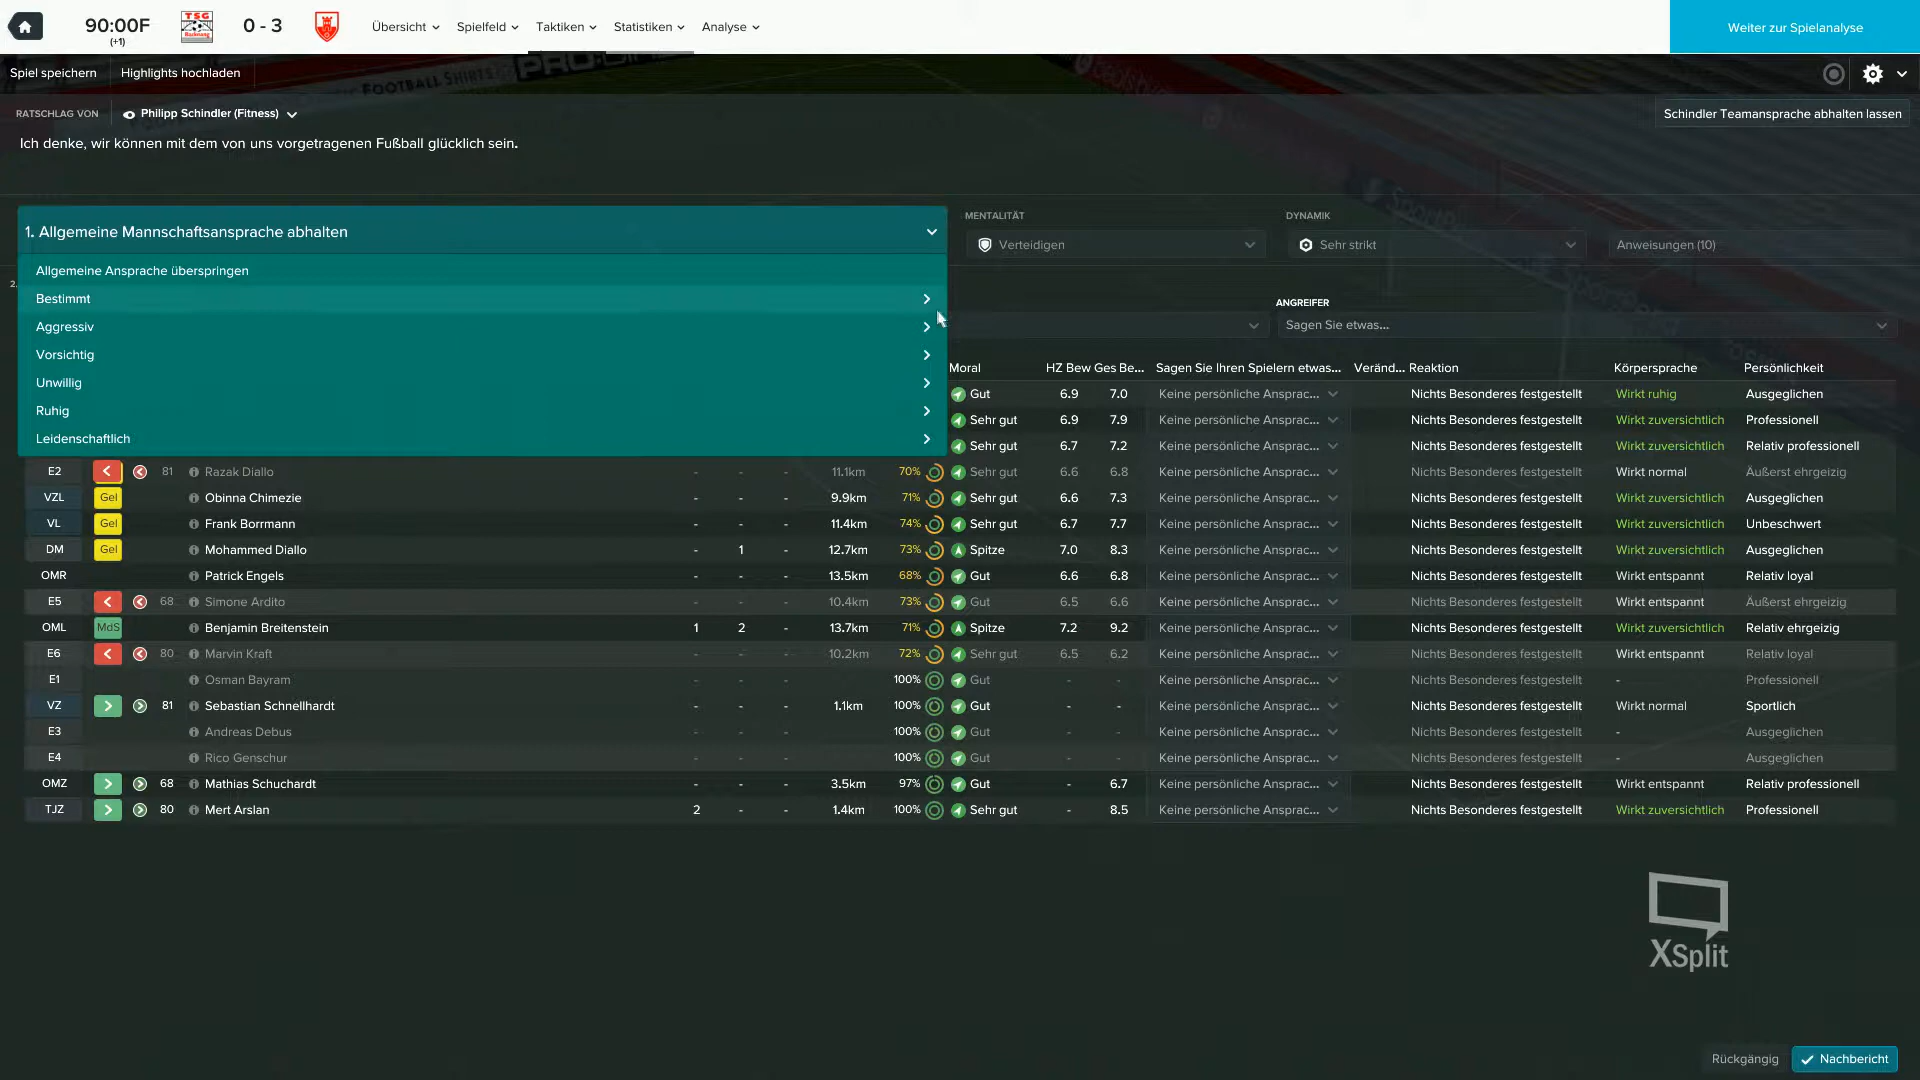 90:00F 0 - 3 Übersicht Spielfeld Taktiken Statistiken Analyse Weiter zur Spielanalyse
(+1)
TSG
Spiel speichern Highlights hochladen
FOOTBALL SHIRTS
RATSCHLAG VON Philipp Schindler (Fitness) Schindler Teamansprache abhalten lassen
Ich denke, wir können mit dem von uns vorgetragenen Fußball glücklich sein.
MENTALITÄT DYNAMIK
1. Allgemeine Mannschaftsansprache abhalten Verteidigen Sehr strikt Anweisungen (10)
Allgemeine Ansprache überspringen
2.
Bestimmt ANGREIFER
Aggressiv Sagen Sie etwas...
Vorsichtig
Moral HZ Bew Ges Be... Sagen Sie Ihren Spielern etwas... Veränd... Reaktion Körpersprache Persönlichkeit
Unwillig Gut 6.9 7.0 Keine persönliche Ansprac... Nichts Besonderes festgestellt Wirkt ruhig Ausgeglichen
Ruhig Sehr gut 6.9 7.9 Keine persönliche Ansprac... Nichts Besonderes festgestellt Wirkt zuversichtlich Professionell
Leidenschaftlich Sehr gut 6.7 7.2 Keine persönliche Ansprac... Nichts Besonderes festgestellt Wirkt zuversichtlich Relativ professionell
E2 81 Razak Diallo - - - 11.1km 70% Sehr gut 6.6 6.8 Keine persönliche Ansprac... Nichts Besonderes festgestellt Wirkt normal Äußerst ehrgeizig
VZL Gel Obinna Chimezie - - - 9.9km 71% Sehr gut 6.6 7.3 Keine persönliche Ansprac... Nichts Besonderes festgestellt Wirkt zuversichtlich Ausgeglichen
VL Gel Frank Borrmann - - - 11.4km 74% Sehr gut 6.7 7.7 Keine persönliche Ansprac... Nichts Besonderes festgestellt Wirkt zuversichtlich Unbeschwert
DM Gel Mohammed Diallo - 1 - 12.7km 73% Spitze 7.0 8.3 Keine persönliche Ansprac... Nichts Besonderes festgestellt Wirkt zuversichtlich Ausgeglichen
OMR Patrick Engels - - - 13.5km 68% Gut 6.6 6.8 Keine persönliche Ansprac... Nichts Besonderes festgestellt Wirkt entspannt Relativ loyal
E5 68 Simone Ardito - - - 10.4km 73% Gut 6.5 6.6 Keine persönliche Ansprac... Nichts Besonderes festgestellt Wirkt entspannt Äußerst ehrgeizig
OML MdS Benjamin Breitenstein 1 2 - 13.7km 71% Spitze 7.2 9.2 Keine persönliche Ansprac... Nichts Besonderes festgestellt Wirkt zuversichtlich Relativ ehrgeizig
E6 80 Marvin Kraft - - - 10.2km 72% Sehr gut 6.5 6.2 Keine persönliche Ansprac... Nichts Besonderes festgestellt Wirkt entspannt Relativ loyal
E1 Osman Bayram - - - 100% Gut - - Keine persönliche Ansprac... Nichts Besonderes festgestellt - Professionell
VZ 81 Sebastian Schnellhardt - - - 1.1km 100% Gut - - Keine persönliche Ansprac... Nichts Besonderes festgestellt Wirkt normal Sportlich
E3 Andreas Debus - - - 100% Gut - - Keine persönliche Ansprac... Nichts Besonderes festgestellt - Ausgeglichen
E4 Rico Genschur - - - 100% Gut - - Keine persönliche Ansprac... Nichts Besonderes festgestellt - Ausgeglichen
OMZ 68 Mathias Schuchardt - - - 3.5km 97% Gut - 6.7 Keine persönliche Ansprac... Nichts Besonderes festgestellt Wirkt entspannt Relativ professionell
TJZ 80 Mert Arslan 2 - - 1.4km 100% Sehr gut - 8.5 Keine persönliche Ansprac... Nichts Besonderes festgestellt Wirkt zuversichtlich Professionell
XSplit
Rückgängig Nachbericht